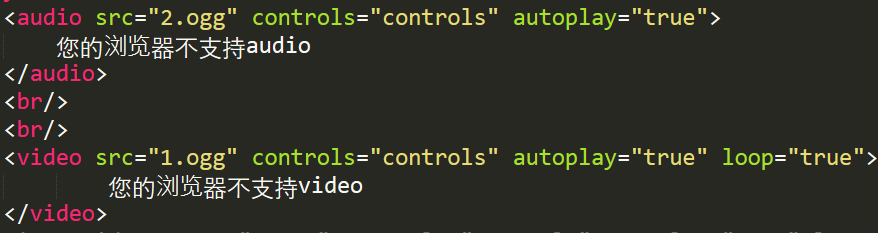 <audio src="2.ogg" controls="controls" autoplay="true">
您的浏览器不支持audio
</audio>
<br/>
<br/>
<video src="1.ogg" controls="controls" autoplay="true" loop="true">
您的浏览器不支持video
</video>